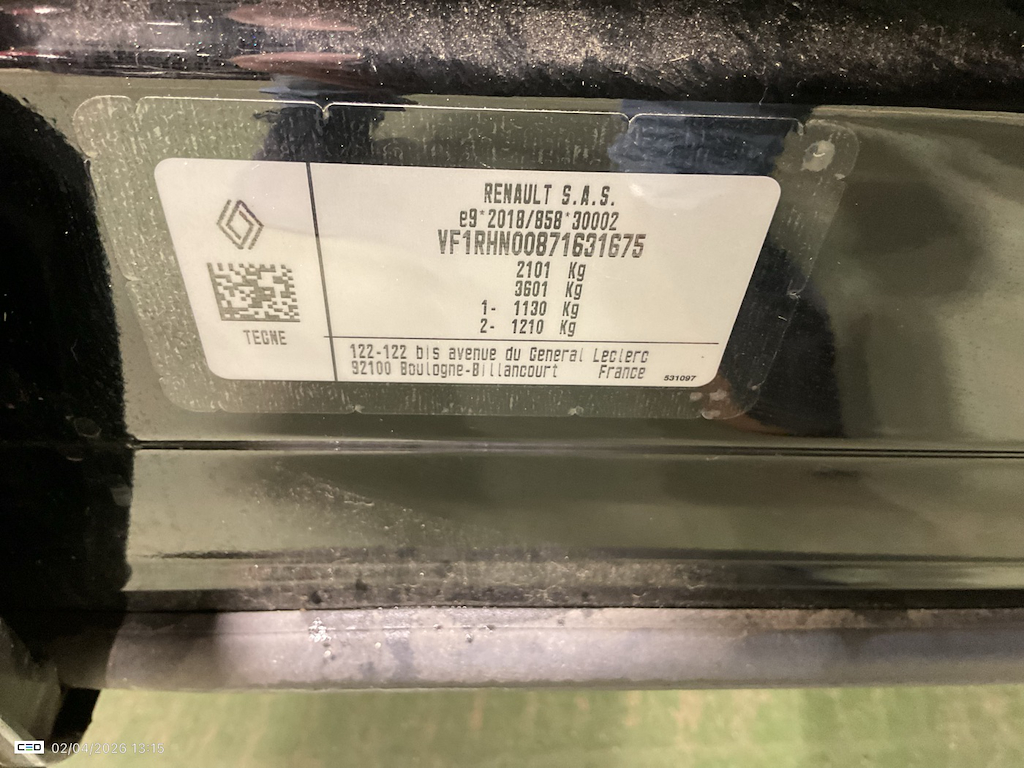 RENAULT S.A.S.
e9*2018/858*30002
VF1RHN00871631675
2101 Kg
3601 Kg
1- 1130 Kg
2- 1210 Kg
TEGNE
122-122 bis avenue du General Leclerc
92100 Boulogne-Billancourt France
531097
CEO 02/04/2026 13:15